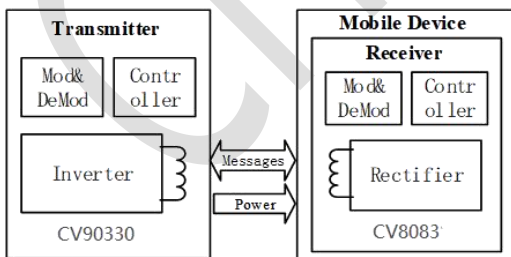 Transmitter
Mod&
DeMod
Contr
oller
Inverter
CV90330
Messages
Power
Mobile Device
Receiver
Mod&
DeMod
Contr
oller
Rectifier
CV8083